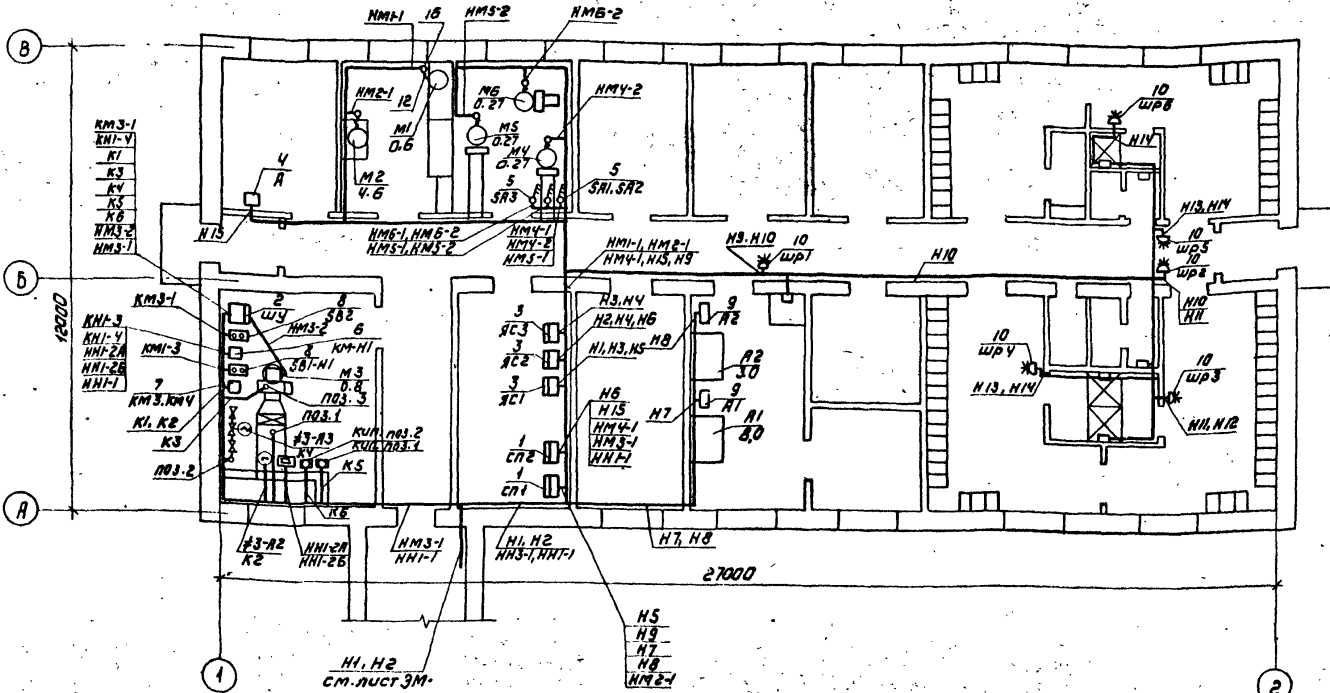 НМ1-1
16
НМ5-2
НМ6-2
В
НМ2-1
12
М1
0.6
М6
0.27
М5
0.27
НМ4-2
М4
0.27
М2
4.6
5
SА3
5
SА1, SА2
КМ3-1
КН1-4
К1
К3
К4
К5
К6
НМ3-2
НМ3-1
4
А
Н15
НМ6-1, НМ6-2
НМ5-1, НМ5-2
НМ4-1
НМ4-2
НМ5-1
НМ1-1, НМ2-1
НМ4-1, Н15, Н9
Н9, Н10
10
шр1
Н10
10
шр6
Н14
Н13, Н14
10
шр5
10
шр2
Н10
Н11
Б
12000
КМ3-1
2
ШУ
8
SВ2
НМ3-2
6
КМ-Н1
КН1-3
КН1-4
НН1-2А
НН1-2Б
НН1-1
КМ1-3
8
SВ1-Н1
М3
0.8
7
КМ3, КМ4
К1, К2
К3
поз. 3
поз. 1
поз. 2
КИП. поз. 2
КИП. поз. 1
К4
К5
К6
3
ЯС3
3
ЯС2
3
ЯС1
Н3, Н4
Н2, Н4, Н6
Н1, Н3, Н5
Н8
9
А2
А2
3.0
9
А1
Н7
А1
8,0
Н6
Н15
НМ4-1
НМ3-1
НН1-1
1
СП2
1
СП1
10
шр4
Н13, Н14
10
шр3
Н11, Н12
А
К2
НН1-2А
НН1-2Б
НМ3-1
НН1-1
Н1, Н2
НМ3-1, НН1-1
Н7, Н8
27000
Н5
Н9
Н7
Н8
НМ2-1
Н1, Н2
см. лист ЭМ-
1
2